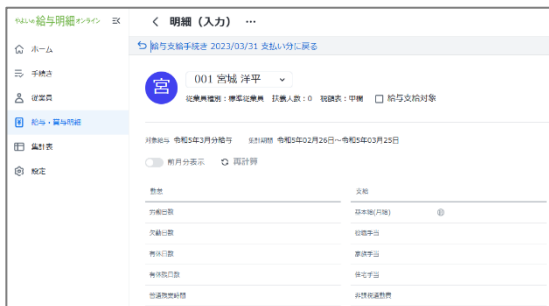 やよいの給与明細オンライン
ホーム
手続き
従業員
給与・賞与明細
集計表
設定
明細（入力） …
給与支給手続き 2023/03/31 支払い分に戻る
宮
001 宮城 洋平
従業員種別：標準従業員 扶養人数：0 税額表：甲欄 給与支給対象
対象給与 令和5年3月分給与 集計期間 令和5年02月26日～令和5年03月25日
前月分表示 再計算
勤怠 支給
労働日数 基本給(月給)
欠勤日数 役職手当
有休日数 家族手当
有休残日数 住宅手当
普通残業時間 非課税通勤費